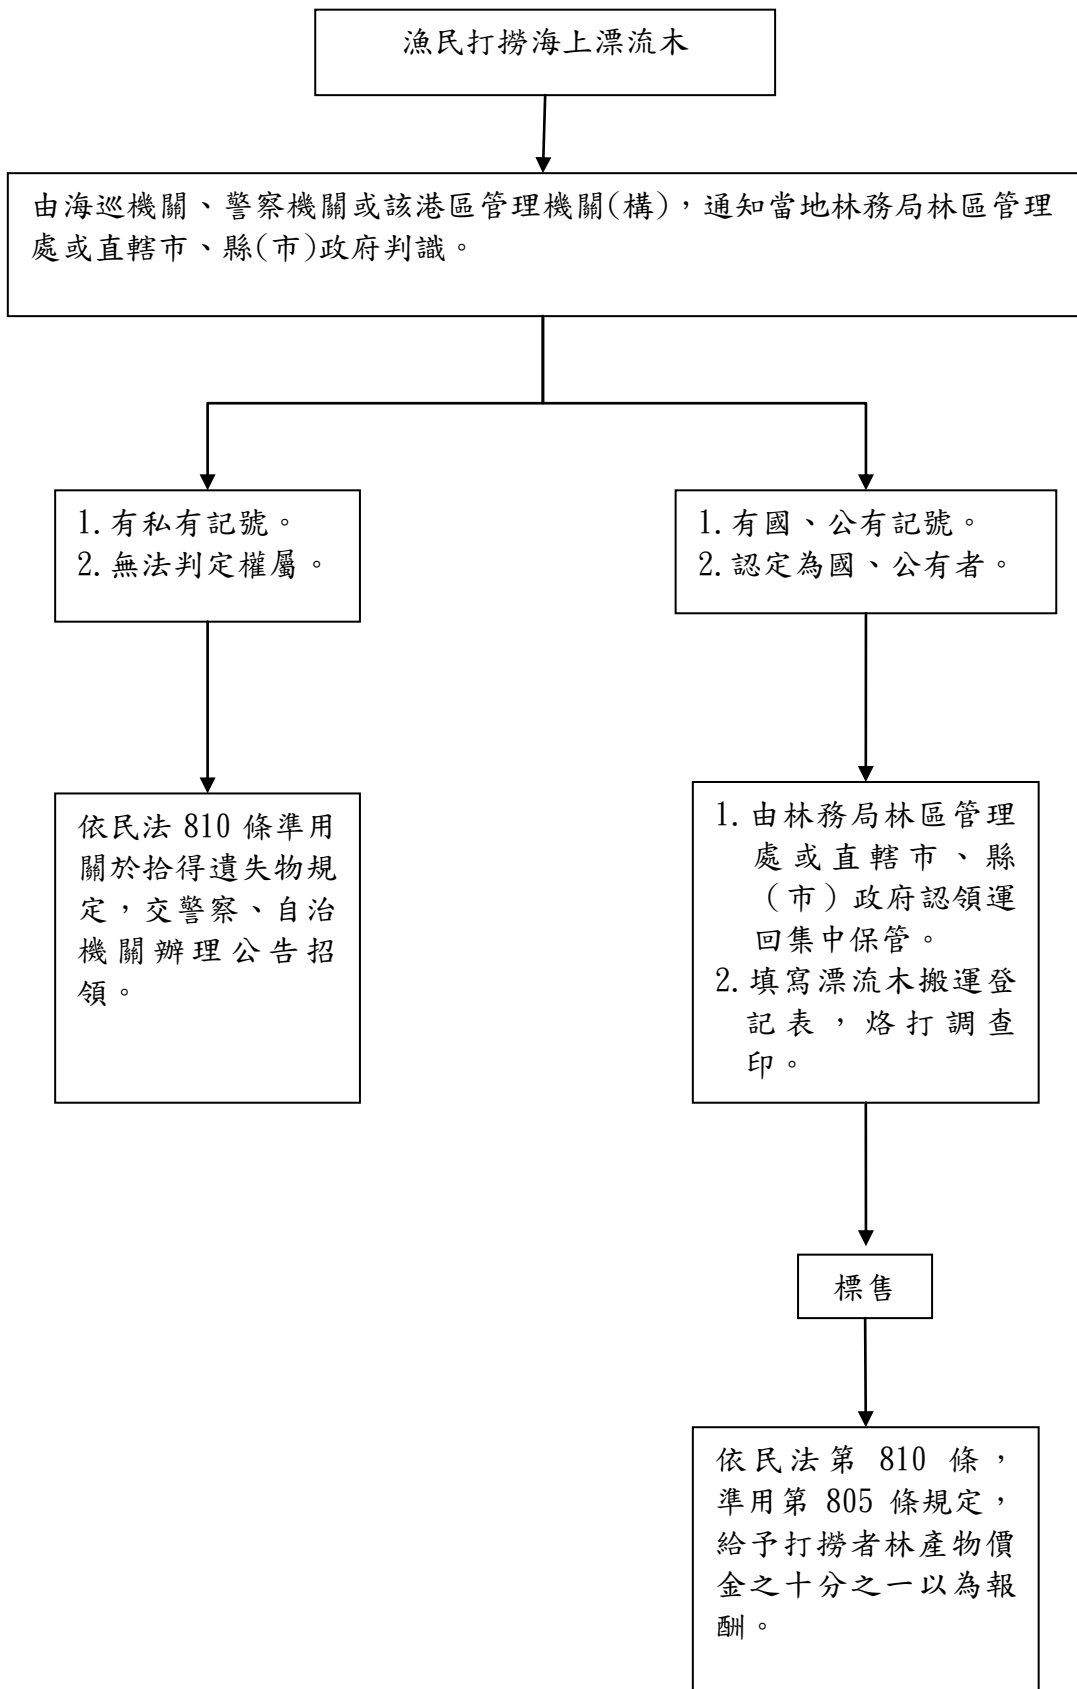 漁民打撈海上漂流木
由海巡機關、警察機關或該港區管理機關(構)，通知當地林務局林區管理
處或直轄市、縣(市)政府判識。
1.有私有記號。
2.無法判定權屬。
1.有國、公有記號。
2.認定為國、公有者。
依民法 810 條準用
關於拾得遺失物規
定，交警察、自治
機關辦理公告招
領。
1.由林務局林區管理
處或直轄市、縣
（市）政府認領運
回集中保管。
2.填寫漂流木搬運登
記表，烙打調查
印。
標售
依民法第 810 條，
準用第 805 條規定，
給予打撈者林產物價
金之十分之一以為報
酬。